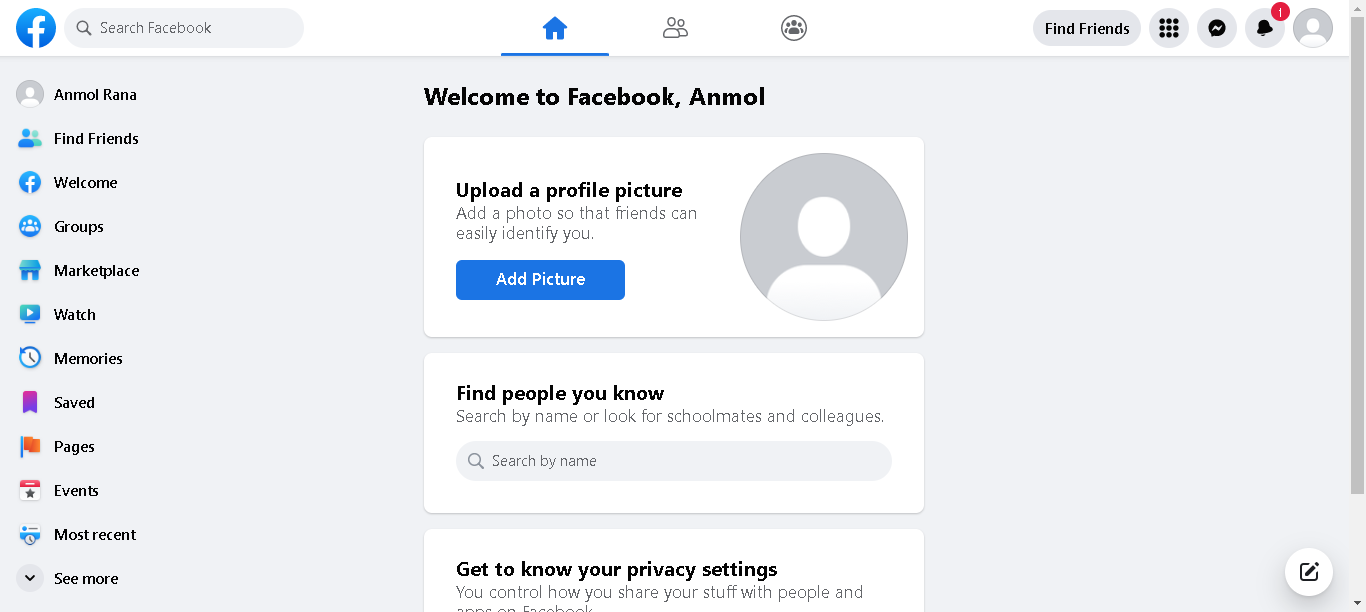 Search Facebook
Find Friends
1
Anmol Rana
Find Friends
Welcome
Groups
Marketplace
Watch
Memories
Saved
Pages
Events
Most recent
See more
Welcome to Facebook, Anmol
Upload a profile picture
Add a photo so that friends can
easily identify you.
Add Picture
Find people you know
Search by name or look for schoolmates and colleagues.
Search by name
Get to know your privacy settings
You control how you share your stuff with people and
apps on Facebook.